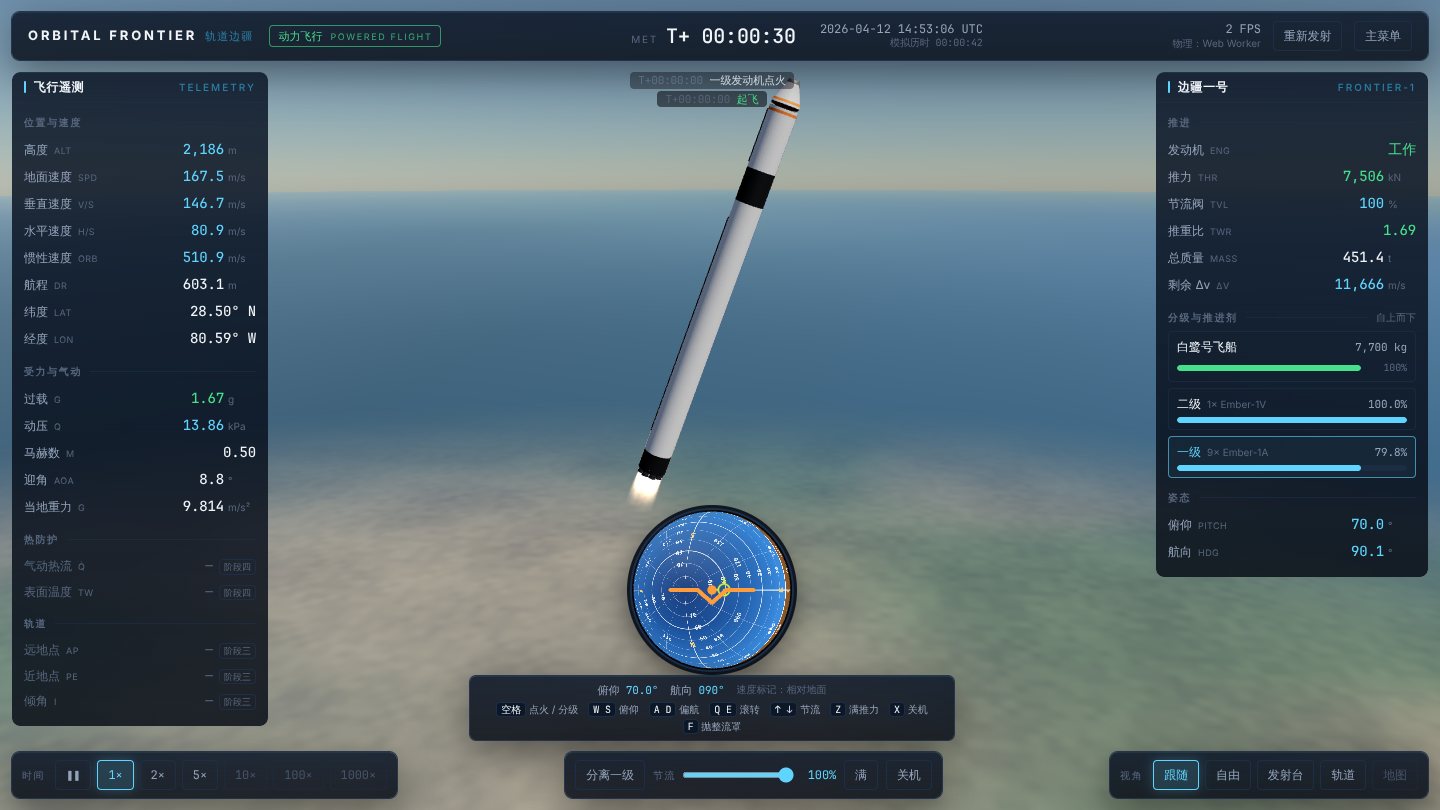 ORBITAL FRONTIER 轨道边疆 动力飞行 POWERED FLIGHT
MET T+ 00:00:30
2026-04-12 14:53:06 UTC
模拟历时 00:00:42
2 FPS
物理：Web Worker
重新发射 主菜单
飞行遥测 TELEMETRY
位置与速度
高度 ALT 2,186 m
地面速度 SPD 167.5 m/s
垂直速度 V/S 146.7 m/s
水平速度 H/S 80.9 m/s
惯性速度 ORB 510.9 m/s
航程 DR 603.1 m
纬度 LAT 28.50° N
经度 LON 80.59° W
受力与气动
过载 G 1.67 g
动压 Q 13.86 kPa
马赫数 M 0.50
迎角 AOA 8.8 °
当地重力 G 9.814 m/s²
热防护
气动热流 Q̇ — 阶段四
表面温度 TW — 阶段四
轨道
远地点 AP — 阶段三
近地点 PE — 阶段三
倾角 I — 阶段三
T+00:00:00 一级发动机点火
T+00:00:00 起飞
边疆一号 FRONTIER-1
推进
发动机 ENG 工作
推力 THR 7,506 kN
节流阀 TVL 100 %
推重比 TWR 1.69
总质量 MASS 451.4 t
剩余 Δv ΔV 11,666 m/s
分级与推进剂 自上而下
白鹭号飞船 7,700 kg
100%
二级 1× Ember-1V 100.0%
一级 9× Ember-1A 79.8%
姿态
俯仰 PITCH 70.0 °
航向 HDG 90.1 °
俯仰 70.0° 航向 090° 速度标记：相对地面
空格 点火 / 分级 W S 俯仰 A D 偏航 Q E 滚转 ↑ ↓ 节流 Z 满推力 X 关机
F 抛整流罩
时间 1× 2× 5× 10× 100× 1000×
分离一级 节流 100% 满 关机
视角 跟随 自由 发射台 轨道 地图